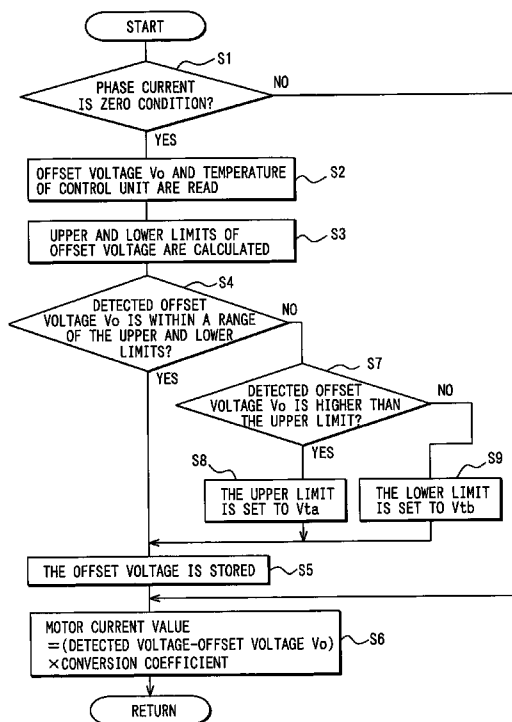 START
S1
PHASE CURRENT
IS ZERO CONDITION?
NO
YES
OFFSET VOLTAGE Vo AND TEMPERATURE
OF CONTROL UNIT ARE READ
S2
UPPER AND LOWER LIMITS OF
OFFSET VOLTAGE ARE CALCULATED
S3
S4
DETECTED OFFSET
VOLTAGE Vo IS WITHIN A RANGE
OF THE UPPER AND LOWER
LIMITS?
NO
YES
S7
DETECTED OFFSET
VOLTAGE Vo IS HIGHER THAN
THE UPPER LIMIT?
NO
YES
S8
THE UPPER LIMIT
IS SET TO Vta
S9
THE LOWER LIMIT
IS SET TO Vtb
THE OFFSET VOLTAGE IS STORED
S5
MOTOR CURRENT VALUE
=(DETECTED VOLTAGE-OFFSET VOLTAGE Vo)
×CONVERSION COEFFICIENT
S6
RETURN